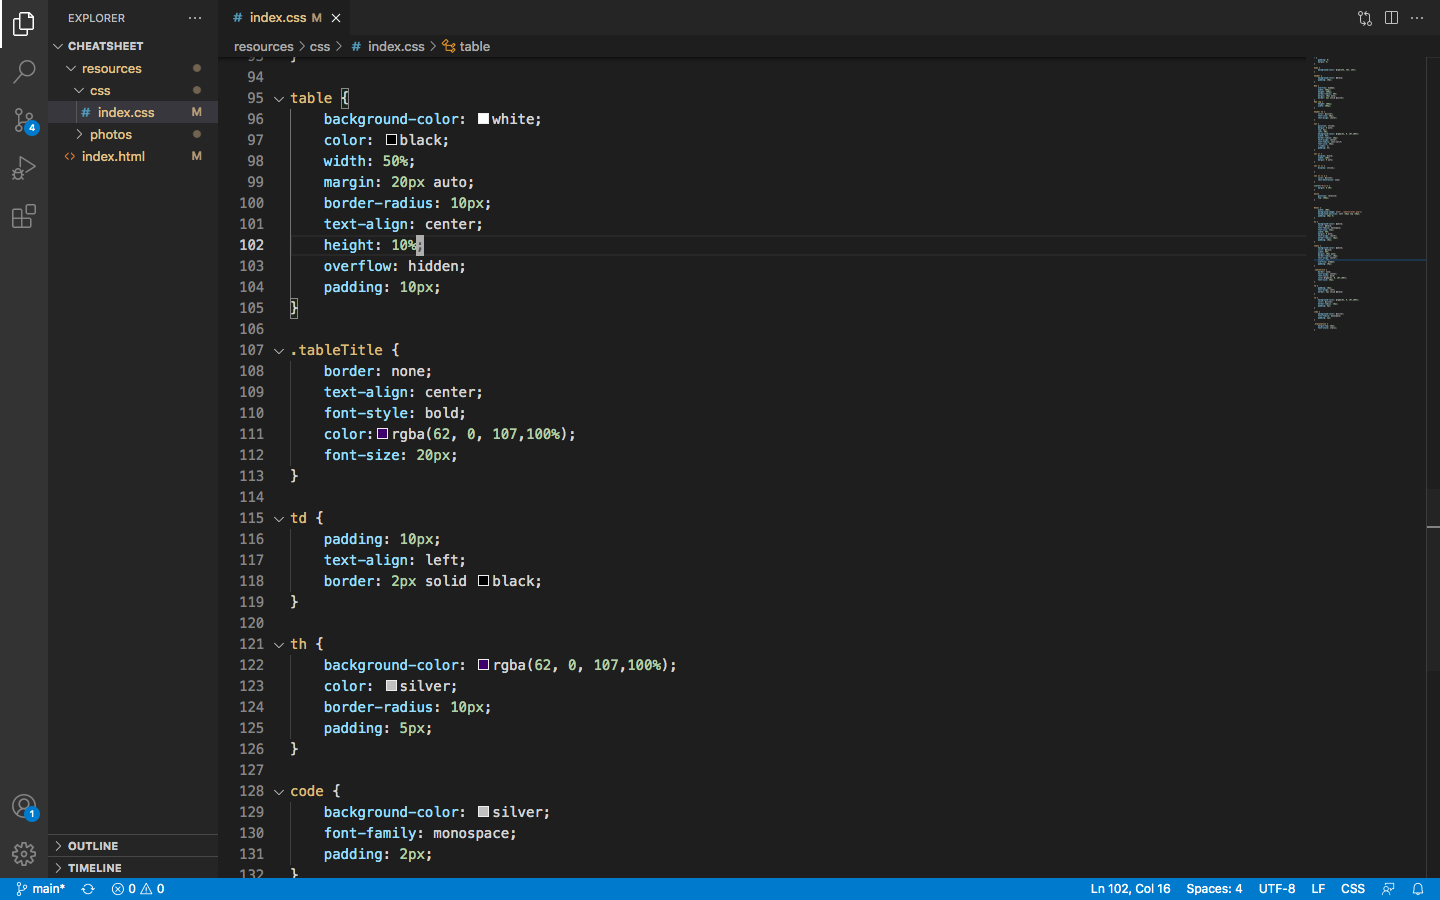 EXPLORER
index.css M
CHEATSHEET
resources > css > # index.css > table
resources
css
# index.css M
photos
<> index.html M
93 }
94
95 table {
96 background-color: white;
97 color: black;
98 width: 50%;
99 margin: 20px auto;
100 border-radius: 10px;
101 text-align: center;
102 height: 10%;
103 overflow: hidden;
104 padding: 10px;
105 }
106
107 .tableTitle {
108 border: none;
109 text-align: center;
110 font-style: bold;
111 color: rgba(62, 0, 107,100%);
112 font-size: 20px;
113 }
114
115 td {
116 padding: 10px;
117 text-align: left;
118 border: 2px solid black;
119 }
120
121 th {
122 background-color: rgba(62, 0, 107,100%);
123 color: silver;
124 border-radius: 10px;
125 padding: 5px;
126 }
127
128 code {
129 background-color: silver;
130 font-family: monospace;
131 padding: 2px;
132 }
4
1
OUTLINE
TIMELINE
main* 0 0 Ln 102, Col 16 Spaces: 4 UTF-8 LF CSS